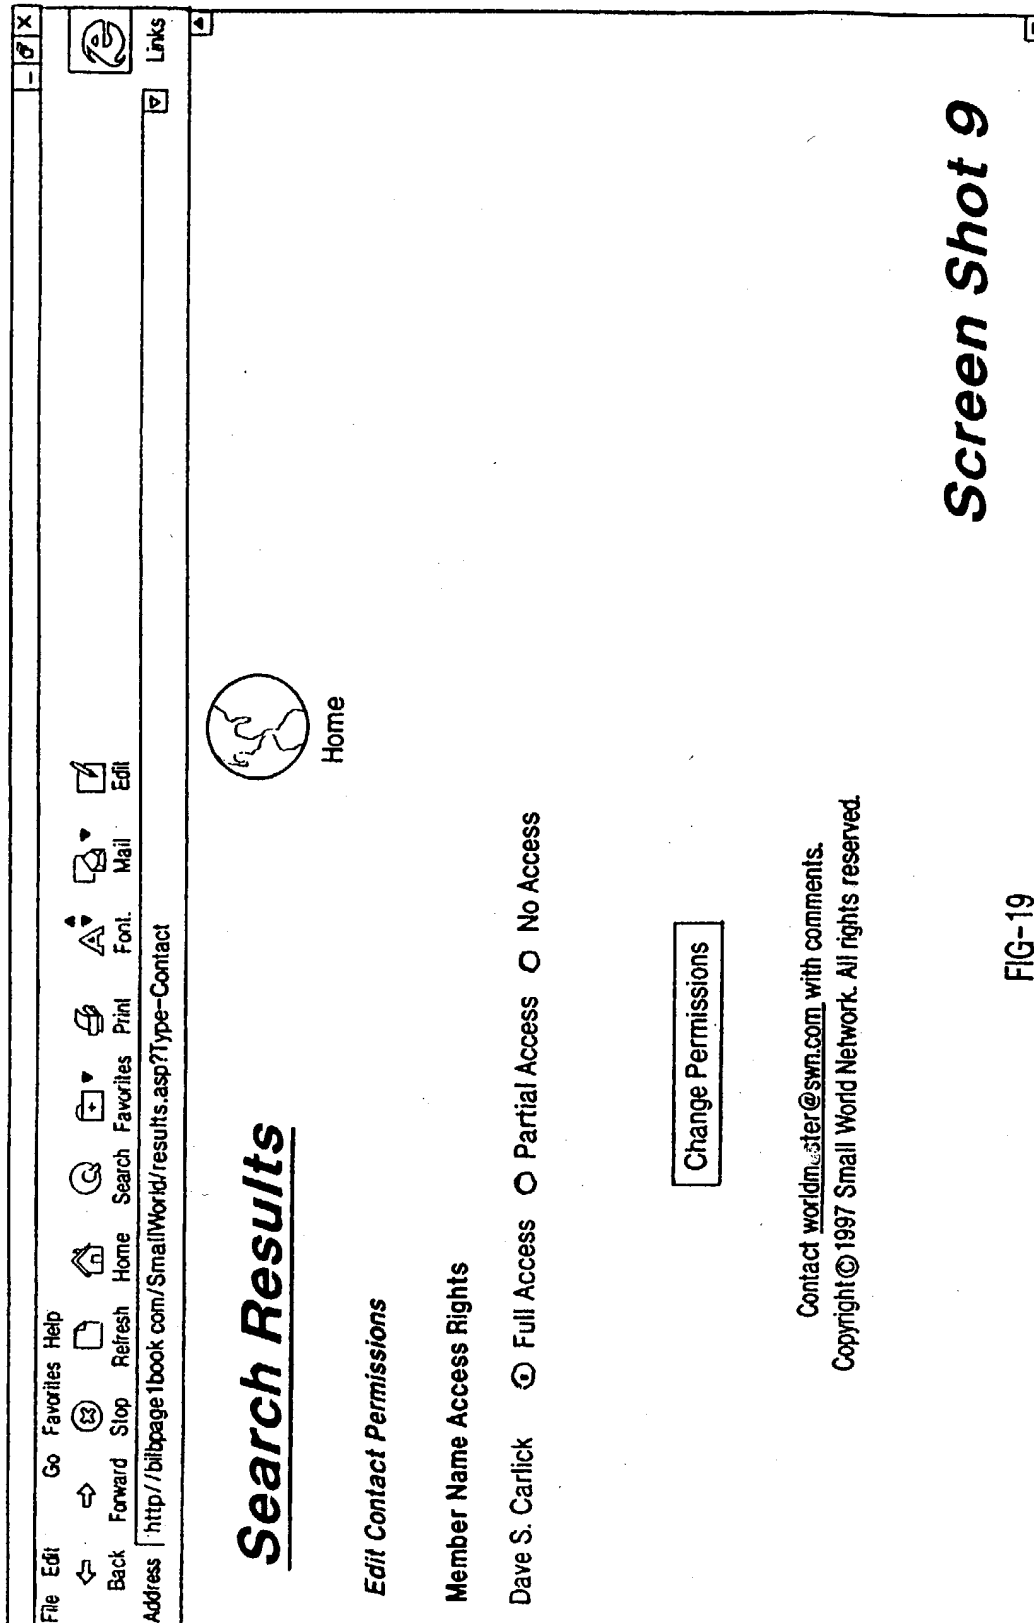 File Edit Go Favorites Help
Back Forward Stop Refresh Home Search Favorites Print Font. Mail Edit
Address http//bilbpage1book com/SmallWorld/results.asp?Type-Contact Links
Search Results
Home
Edit Contact Permissions
Member Name Access Rights
Dave S. Carlick Full Access Partial Access No Access
Change Permissions
Contact worldmaster@swn.com with comments.
Copyright © 1997 Small World Network. All rights reserved.
Screen Shot 9
FIG-19